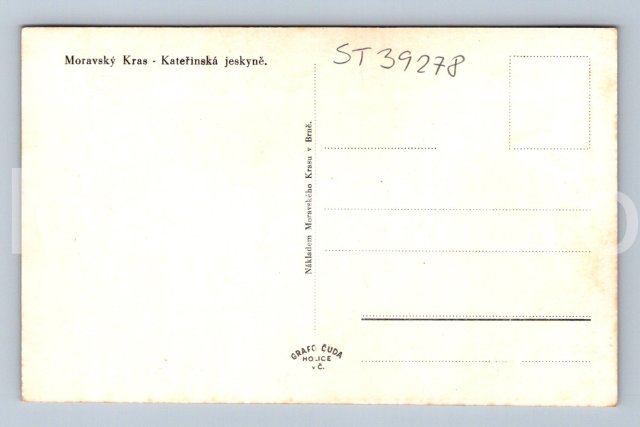 Moravský Kras - Kateřinská jeskyně.
ST 39278
Nákladem Moravského Krasu v Brně.
GRAFO ČUDA
HOLICE
v Č.